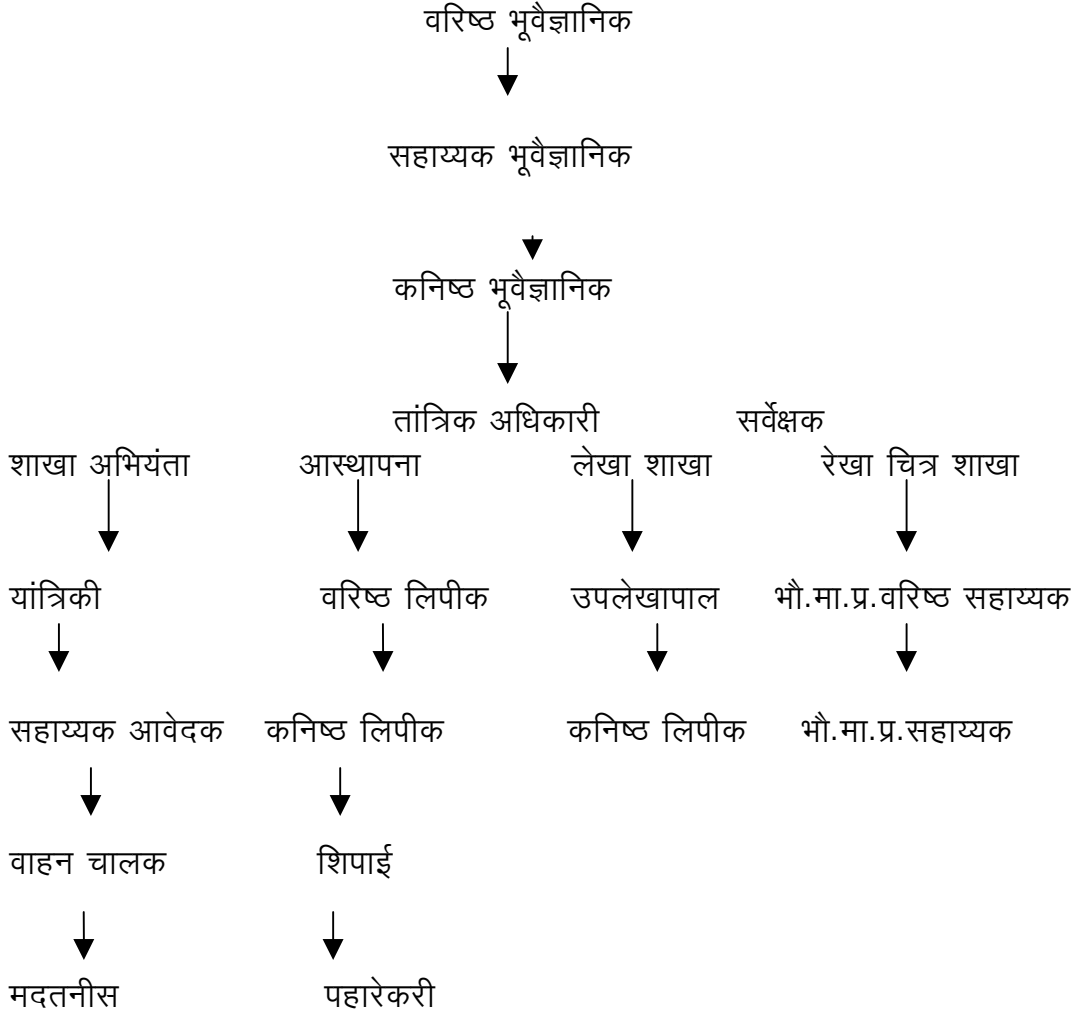 वरिष्ठ भूवैज्ञानिक
सहाय्यक भूवैज्ञानिक
कनिष्ठ भूवैज्ञानिक
तांत्रिक अधिकारी सर्वेक्षक
शाखा अभियंता आस्थापना लेखा शाखा रेखा चित्र शाखा
यांत्रिकी वरिष्ठ लिपीक उपलेखापाल भौ.मा.प्र.वरिष्ठ सहाय्यक
सहाय्यक आवेदक कनिष्ठ लिपीक कनिष्ठ लिपीक भौ.मा.प्र.सहाय्यक
वाहन चालक शिपाई
मदतनीस पहारेकरी